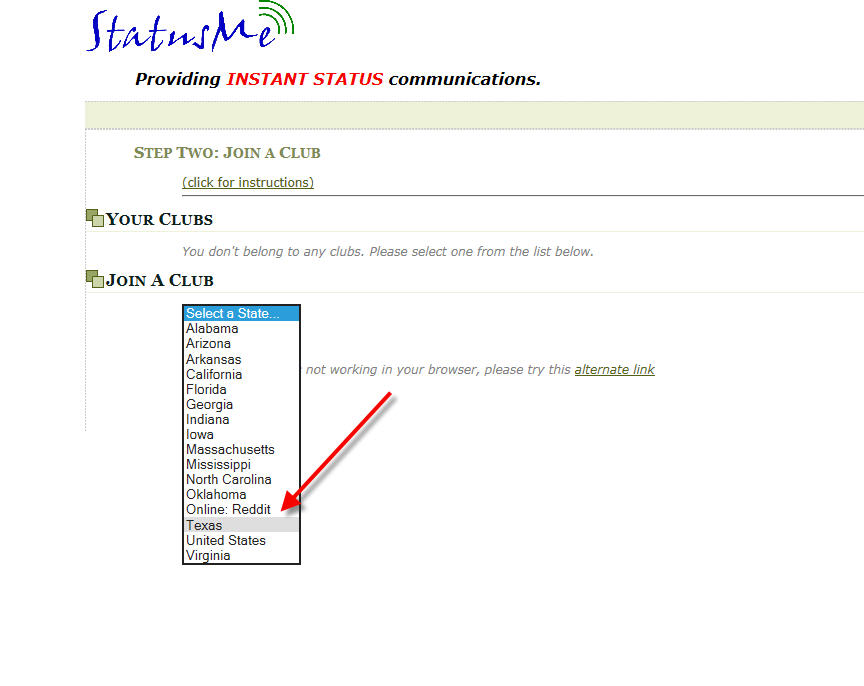 StatusMe
Providing INSTANT STATUS communications.
STEP TWO: JOIN A CLUB
(click for instructions)
YOUR CLUBS
You don't belong to any clubs. Please select one from the list below.
JOIN A CLUB
Select a State...
Alabama
Arizona
Arkansas
not working in your browser, please try this alternate link
California
Florida
Georgia
Indiana
Iowa
Massachusetts
Mississippi
North Carolina
Oklahoma
Online: Reddit
Texas
United States
Virginia